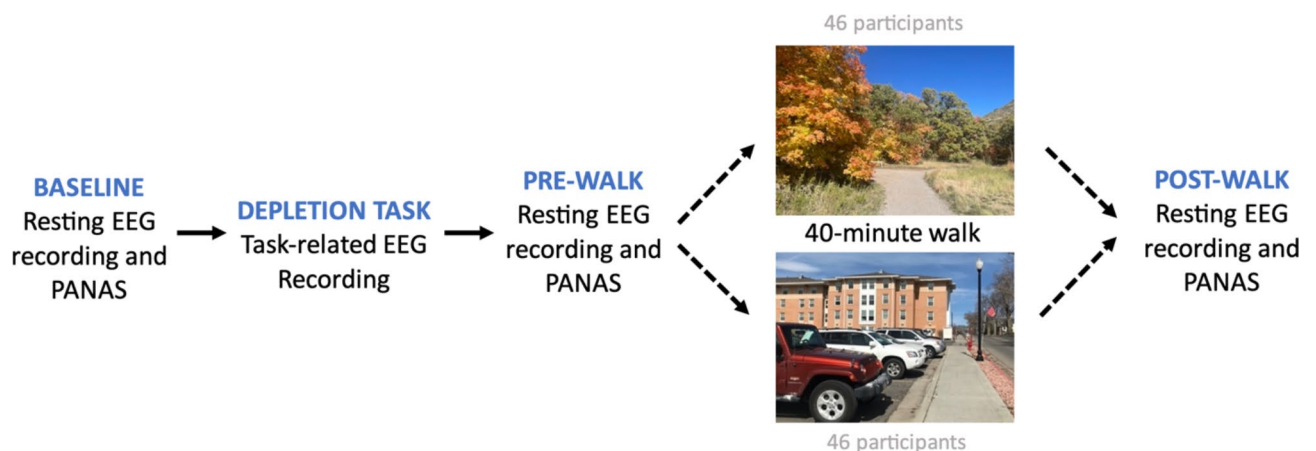 BASELINE
Resting EEG
recording and
PANAS
DEPLETION TASK
Task-related EEG
Recording
PRE-WALK
Resting EEG
recording and
PANAS
46 participants
40-minute walk
46 participants
POST-WALK
Resting EEG
recording and
PANAS